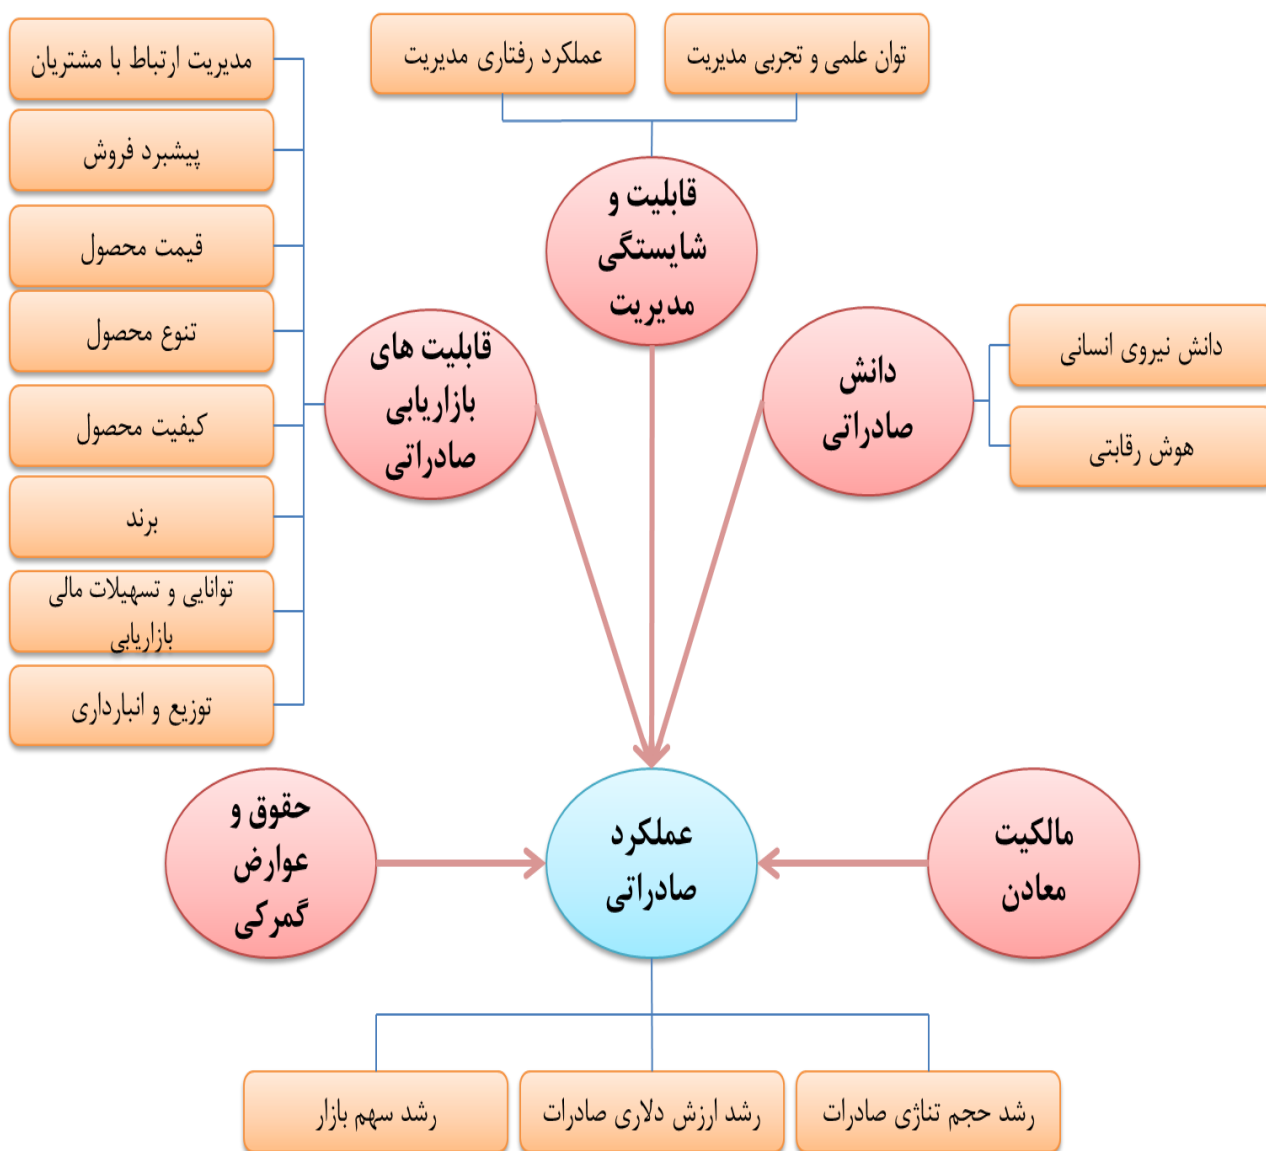 توان علمی و تجربی مدیریت
عملکرد رفتاری مدیریت
مدیریت ارتباط با مشتریان
پیشبرد فروش
قیمت محصول
تنوع محصول
کیفیت محصول
برند
توانایی و تسهیلات مالی
بازاریابی
توزیع و انبارداری
قابلیت و
شایستگی
مدیریت
قابلیت های
بازاریابی
صادراتی
دانش
صادراتی
دانش نیروی انسانی
هوش رقابتی
مالکیت
معادن
عملکرد
صادراتی
حقوق و
عوارض
گمرکی
رشد حجم تناژی صادرات
رشد ارزش دلاری صادرات
رشد سهم بازار